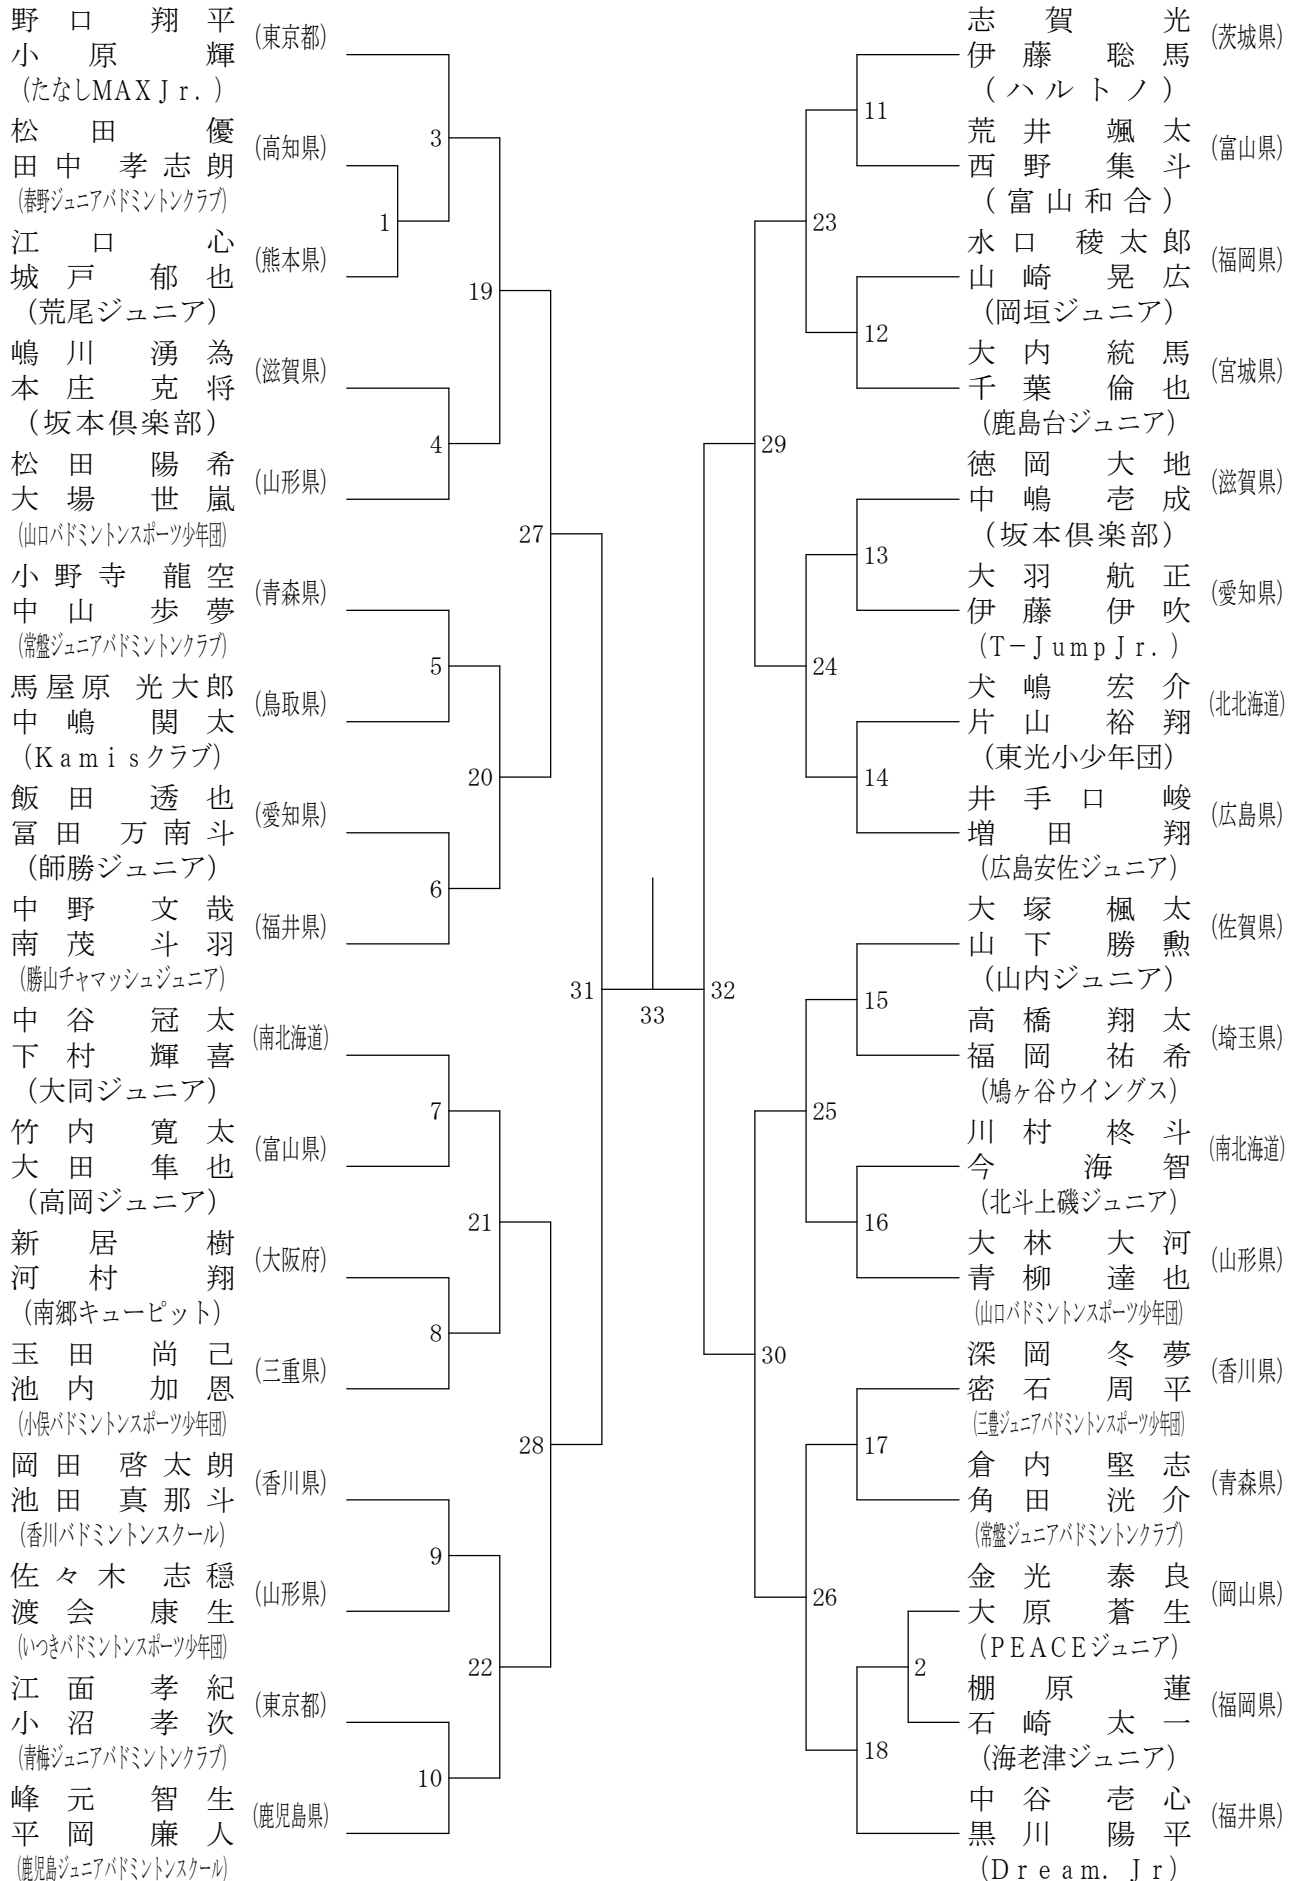 野口 翔平
小原 輝
(東京都)
(たなしMAXJr.)
松田 優
田中 孝志朗
(高知県)
(春野ジュニアバドミントンクラブ)
江口 心
城戸 郁也
(熊本県)
(荒尾ジュニア)
嶋川 湧為
本庄 克将
(滋賀県)
(坂本倶楽部)
松田 陽希
大場 世嵐
(山形県)
(山口バドミントンスポーツ少年団)
小野寺 龍空
中山 歩夢
(青森県)
(常盤ジュニアバドミントンクラブ)
馬屋原 光大郎
中嶋 関太
(鳥取県)
(Kamisクラブ)
飯田 透也
冨田 万南斗
(愛知県)
(師勝ジュニア)
中野 文哉
南茂 斗羽
(福井県)
(勝山チャマッシュジュニア)
中谷 冠太
下村 輝喜
(南北海道)
(大同ジュニア)
竹内 寛太
大田 隼也
(富山県)
(高岡ジュニア)
新居 樹
河村 翔
(大阪府)
(南郷キューピット)
玉田 尚己
池内 加恩
(三重県)
(小俣バドミントンスポーツ少年団)
岡田 啓太朗
池田 真那斗
(香川県)
(香川バドミントンスクール)
佐々木 志穏
渡会 康生
(山形県)
(いつきバドミントンスポーツ少年団)
江面 孝紀
小沼 孝次
(東京都)
(青梅ジュニアバドミントンクラブ)
峰元 智生
平岡 廉人
(鹿児島県)
(鹿児島ジュニアバドミントンスクール)
1
3
4
5
6
7
8
9
10
19
20
21
22
27
28
31
33
32
29
30
23
24
25
26
11
12
13
14
15
16
17
18
2
志賀 光
伊藤 聡馬
(茨城県)
(ハルトノ)
荒井 颯太
西野 集斗
(富山県)
(富山和合)
水口 稜太郎
山崎 晃広
(福岡県)
(岡垣ジュニア)
大内 統馬
千葉 倫也
(宮城県)
(鹿島台ジュニア)
徳岡 大地
中嶋 壱成
(滋賀県)
(坂本倶楽部)
大羽 航正
伊藤 伊吹
(愛知県)
(T−JumpJr.)
犬嶋 宏介
片山 裕翔
(北北海道)
(東光小少年団)
井手口 峻
増田 翔
(広島県)
(広島安佐ジュニア)
大塚 楓太
山下 勝勲
(佐賀県)
(山内ジュニア)
高橋 翔太
福岡 祐希
(埼玉県)
(鳩ヶ谷ウイングス)
川村 柊斗
今 海智
(南北海道)
(北斗上磯ジュニア)
大林 大河
青柳 達也
(山形県)
(山口バドミントンスポーツ少年団)
深岡 冬夢
密石 周平
(香川県)
(三豊ジュニアバドミントンスポーツ少年団)
倉内 堅志
角田 洸介
(青森県)
(常盤ジュニアバドミントンクラブ)
金光 泰良
大原 蒼生
(岡山県)
(PEACEジュニア)
棚原 蓮
石崎 太一
(福岡県)
(海老津ジュニア)
中谷 壱心
黒川 陽平
(福井県)
(Dream. Jr)